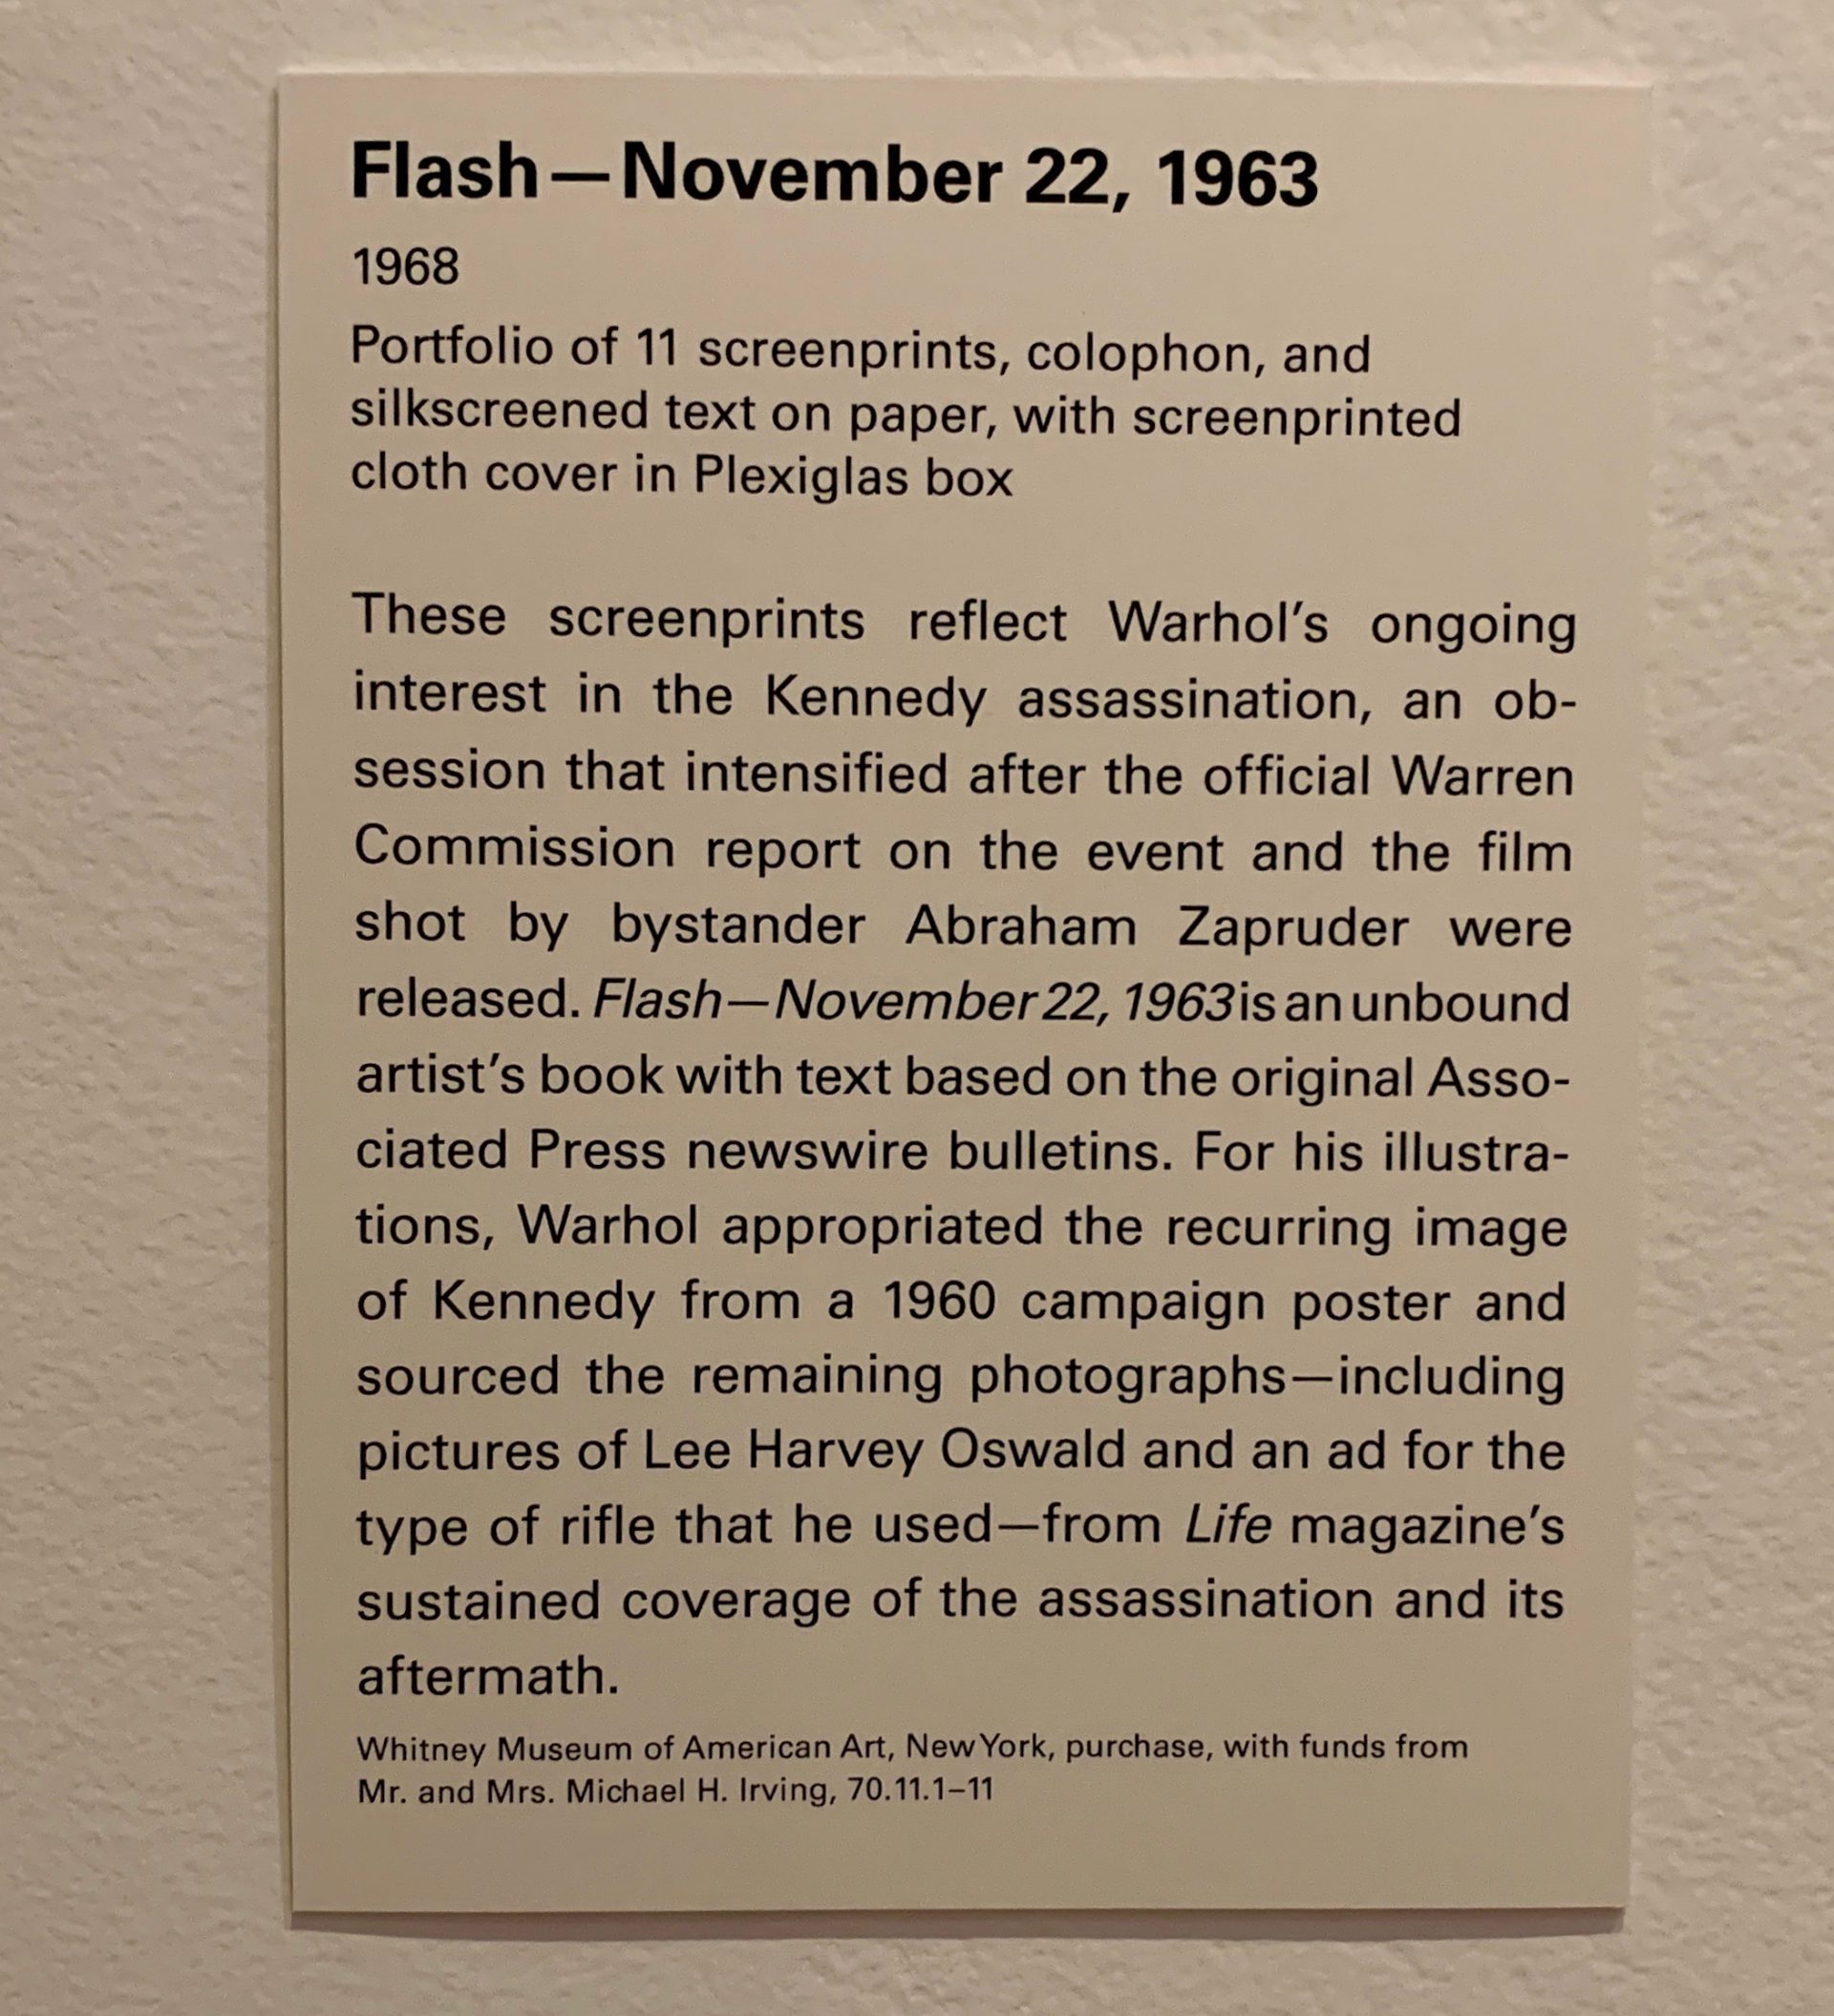 Flash—November 22, 1963
1968
Portfolio of 11 screenprints, colophon, and
silkscreened text on paper, with screenprinted
cloth cover in Plexiglas box
These screenprints reflect Warhol’s ongoing
interest in the Kennedy assassination, an ob-
session that intensified after the official Warren
Commission report on the event and the film
shot by bystander Abraham Zapruder were
released. Flash—November 22, 1963 is an unbound
artist’s book with text based on the original Asso-
ciated Press newswire bulletins. For his illustra-
tions, Warhol appropriated the recurring image
of Kennedy from a 1960 campaign poster and
sourced the remaining photographs—including
pictures of Lee Harvey Oswald and an ad for the
type of rifle that he used—from Life magazine’s
sustained coverage of the assassination and its
aftermath.
Whitney Museum of American Art, New York, purchase, with funds from
Mr. and Mrs. Michael H. Irving, 70.11.1–11